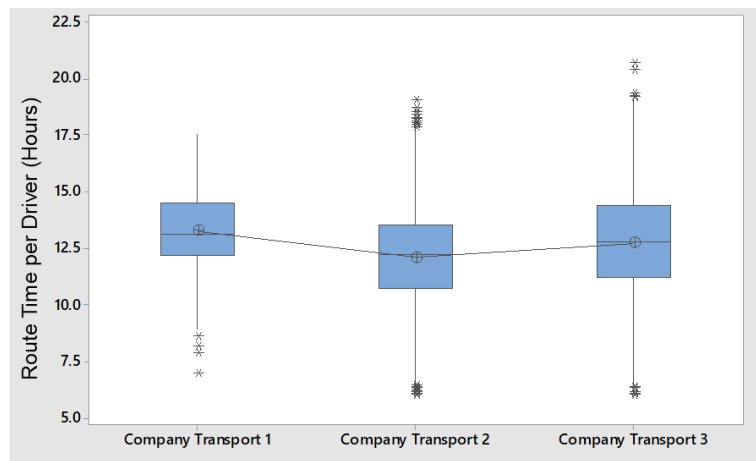 22.5
20.0
17.5
15.0
12.5
10.0
7.5
5.0
Route Time per Driver (Hours)
Company Transport 1
Company Transport 2
Company Transport 3